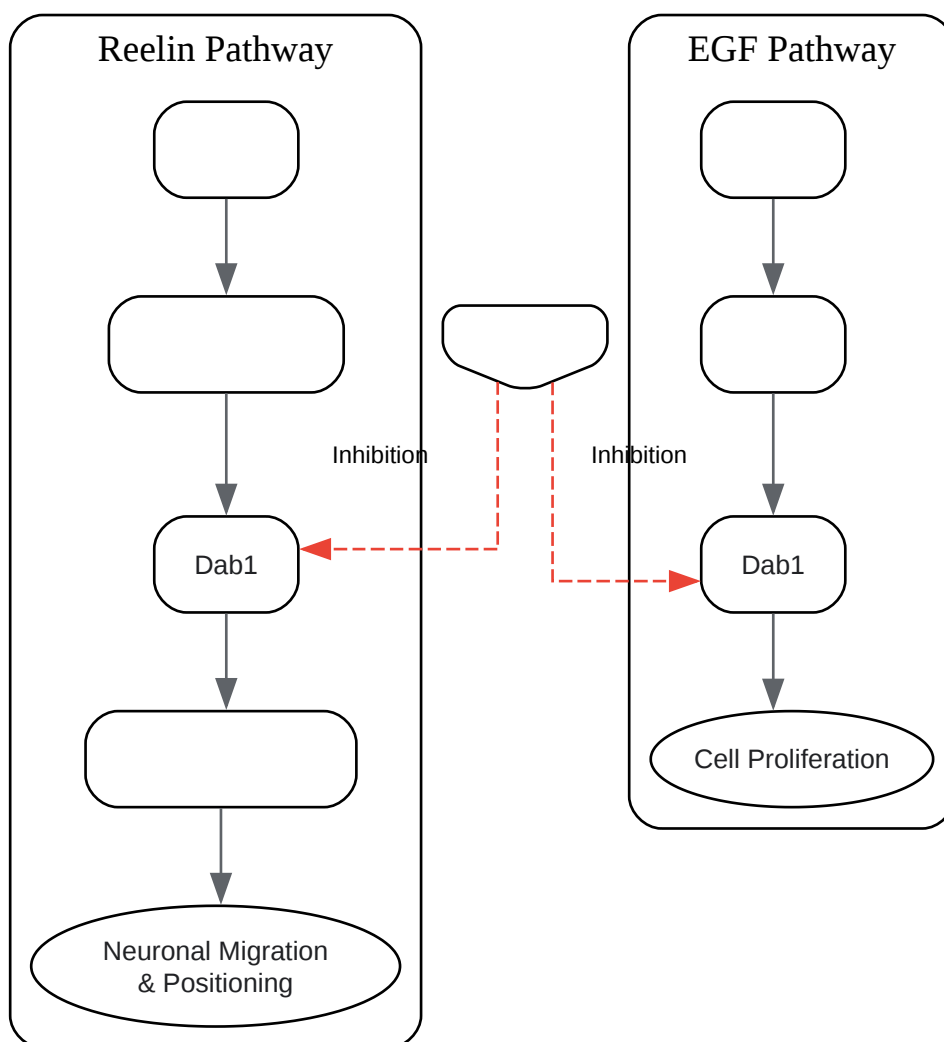 Reelin Pathway
EGF Pathway
Inhibition
Inhibition
Dab1
Dab1
Cell Proliferation
Neuronal Migration
& Positioning